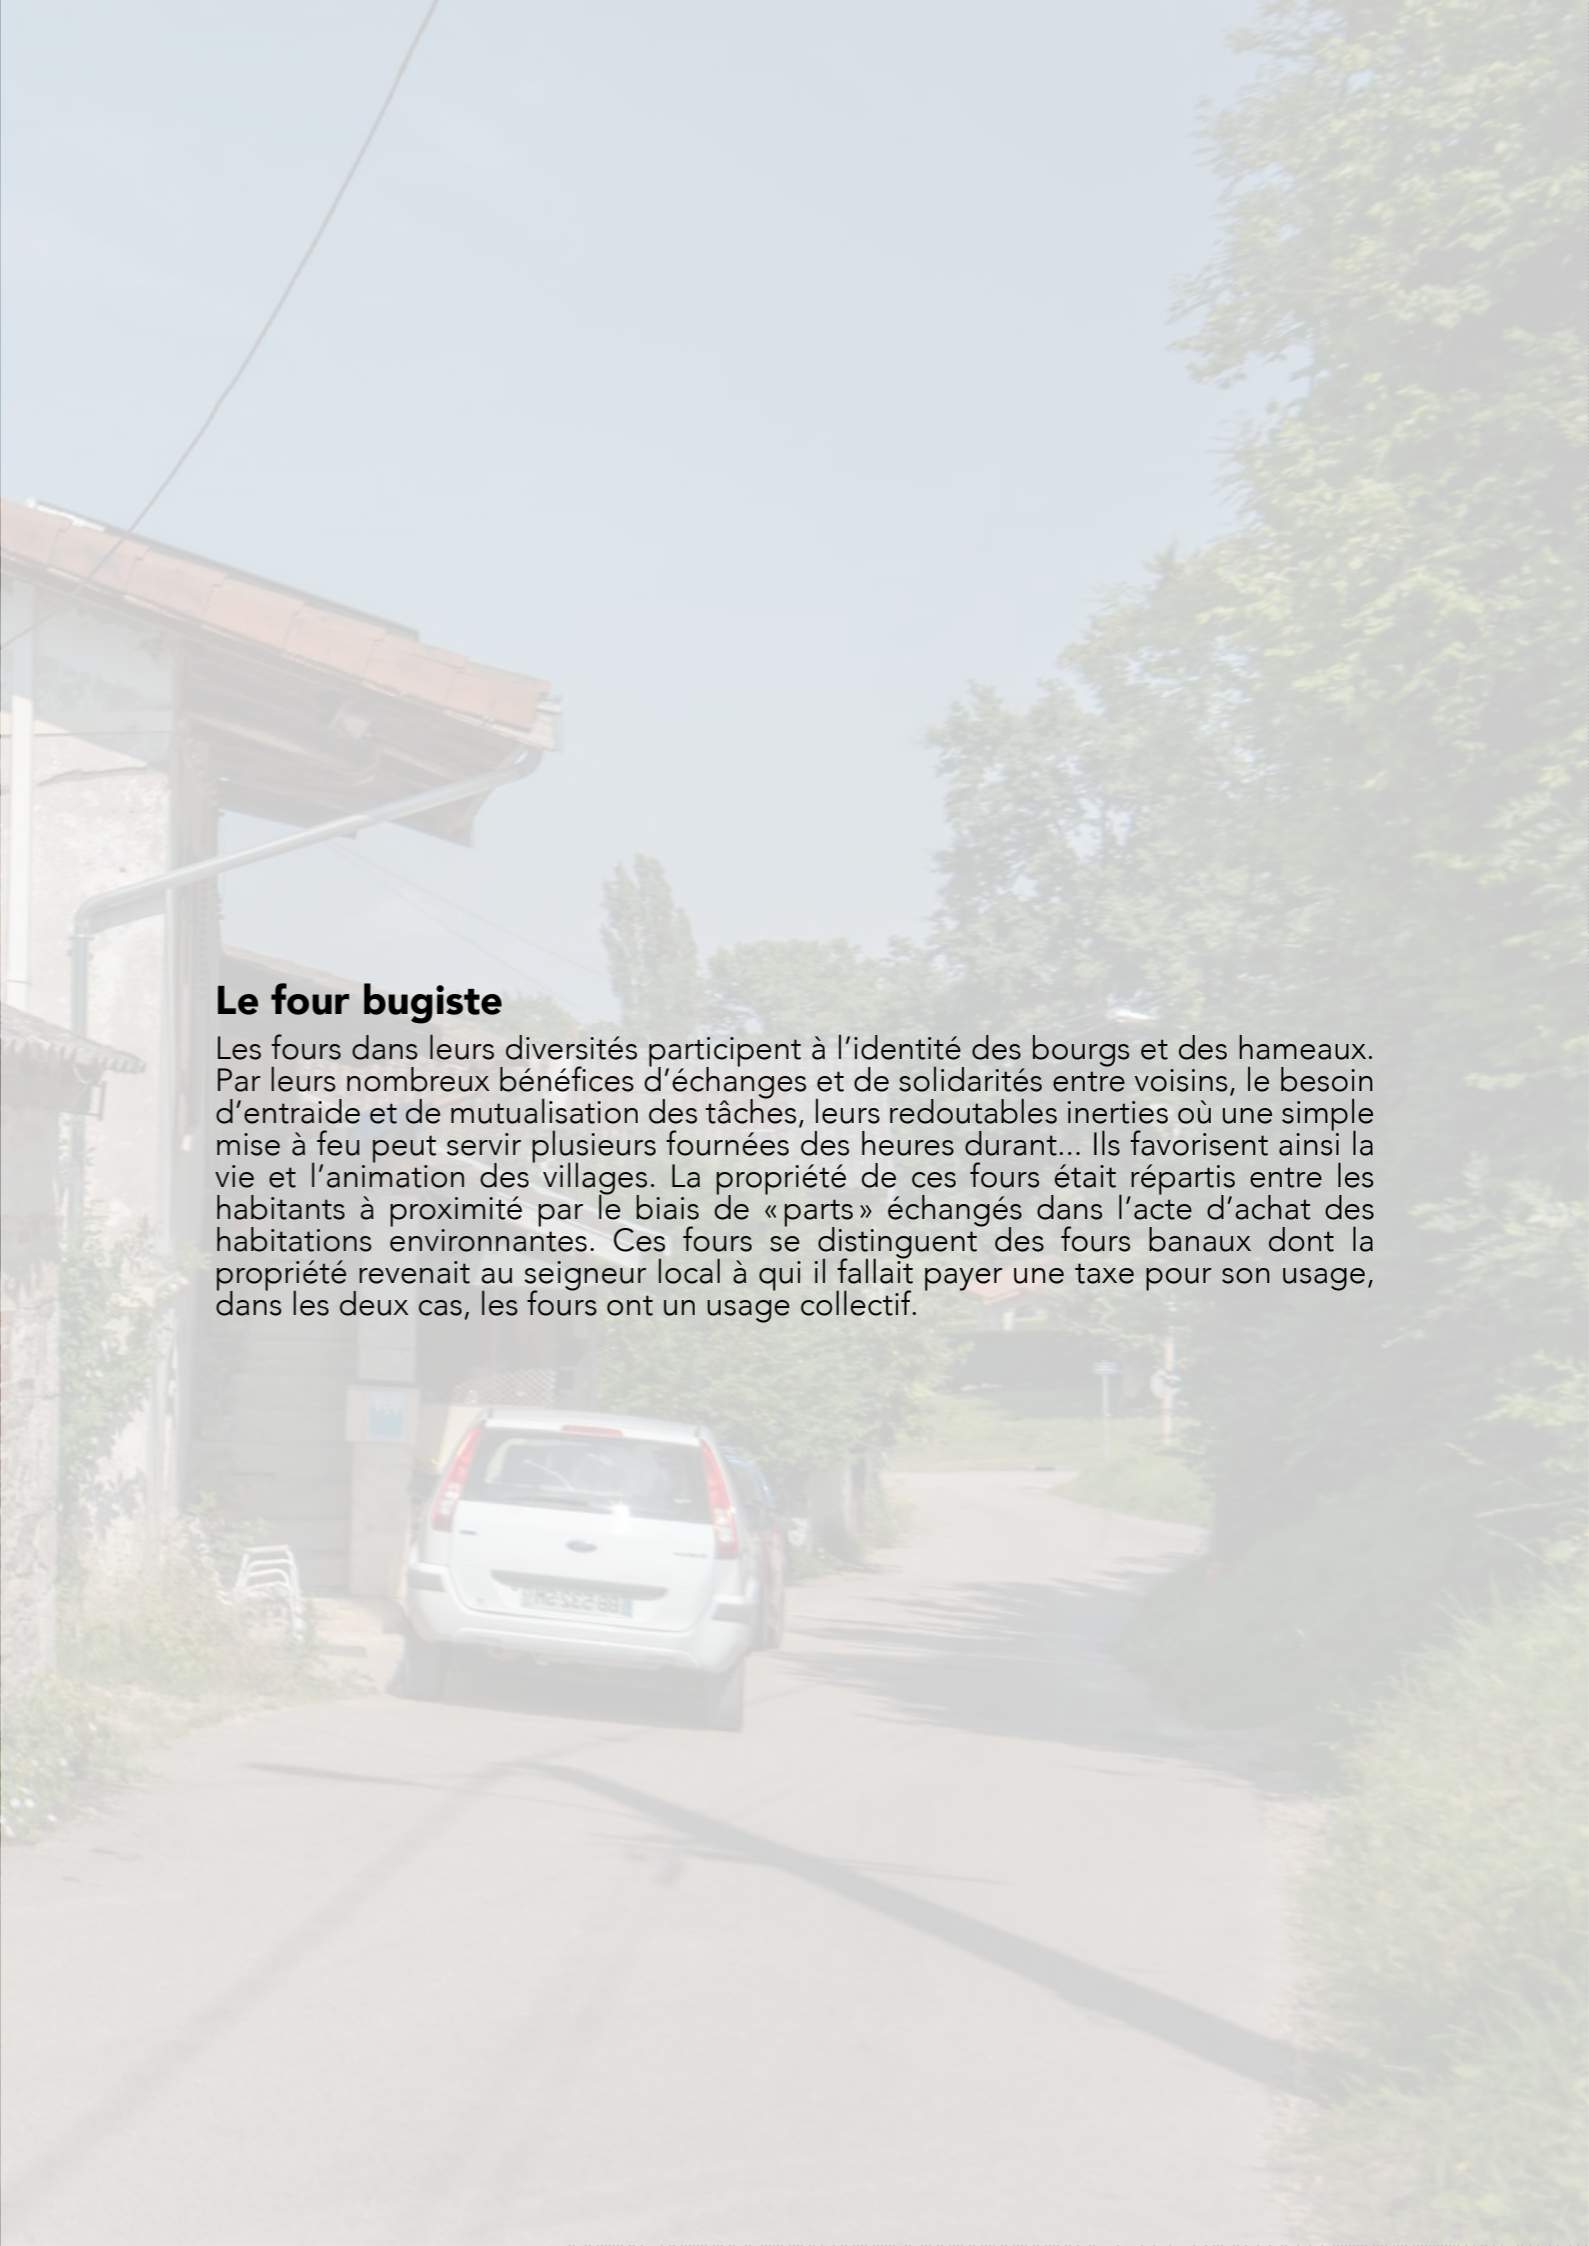 Le four bugiste
Les fours dans leurs diversités participent à l'identité des bourgs et des hameaux.
Par leurs nombreux bénéfices d'échanges et de solidarités entre voisins, le besoin
d'entraide et de mutualisation des tâches, leurs redoutables inerties où une simple
mise à feu peut servir plusieurs fournées des heures durant... Ils favorisent ainsi la
vie et l'animation des villages. La propriété de ces fours était répartis entre les
habitants à proximité par le biais de « parts » échangés dans l'acte d'achat des
habitations environnantes. Ces fours se distinguent des fours banaux dont la
propriété revenait au seigneur local à qui il fallait payer une taxe pour son usage,
dans les deux cas, les fours ont un usage collectif.